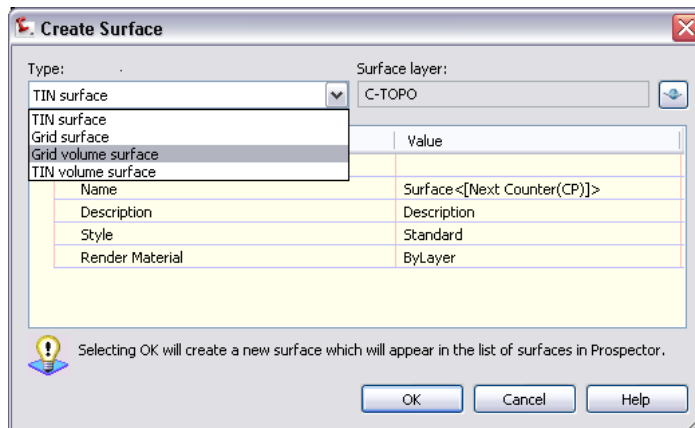 Create Surface
Type:
Surface layer:
TIN surface
C-TOPO
TIN surface
Grid surface
Grid volume surface
TIN volume surface
Value
Name Surface<[Next Counter(CP)]>
Description Description
Style Standard
Render Material ByLayer
Selecting OK will create a new surface which will appear in the list of surfaces in Prospector.
OK Cancel Help